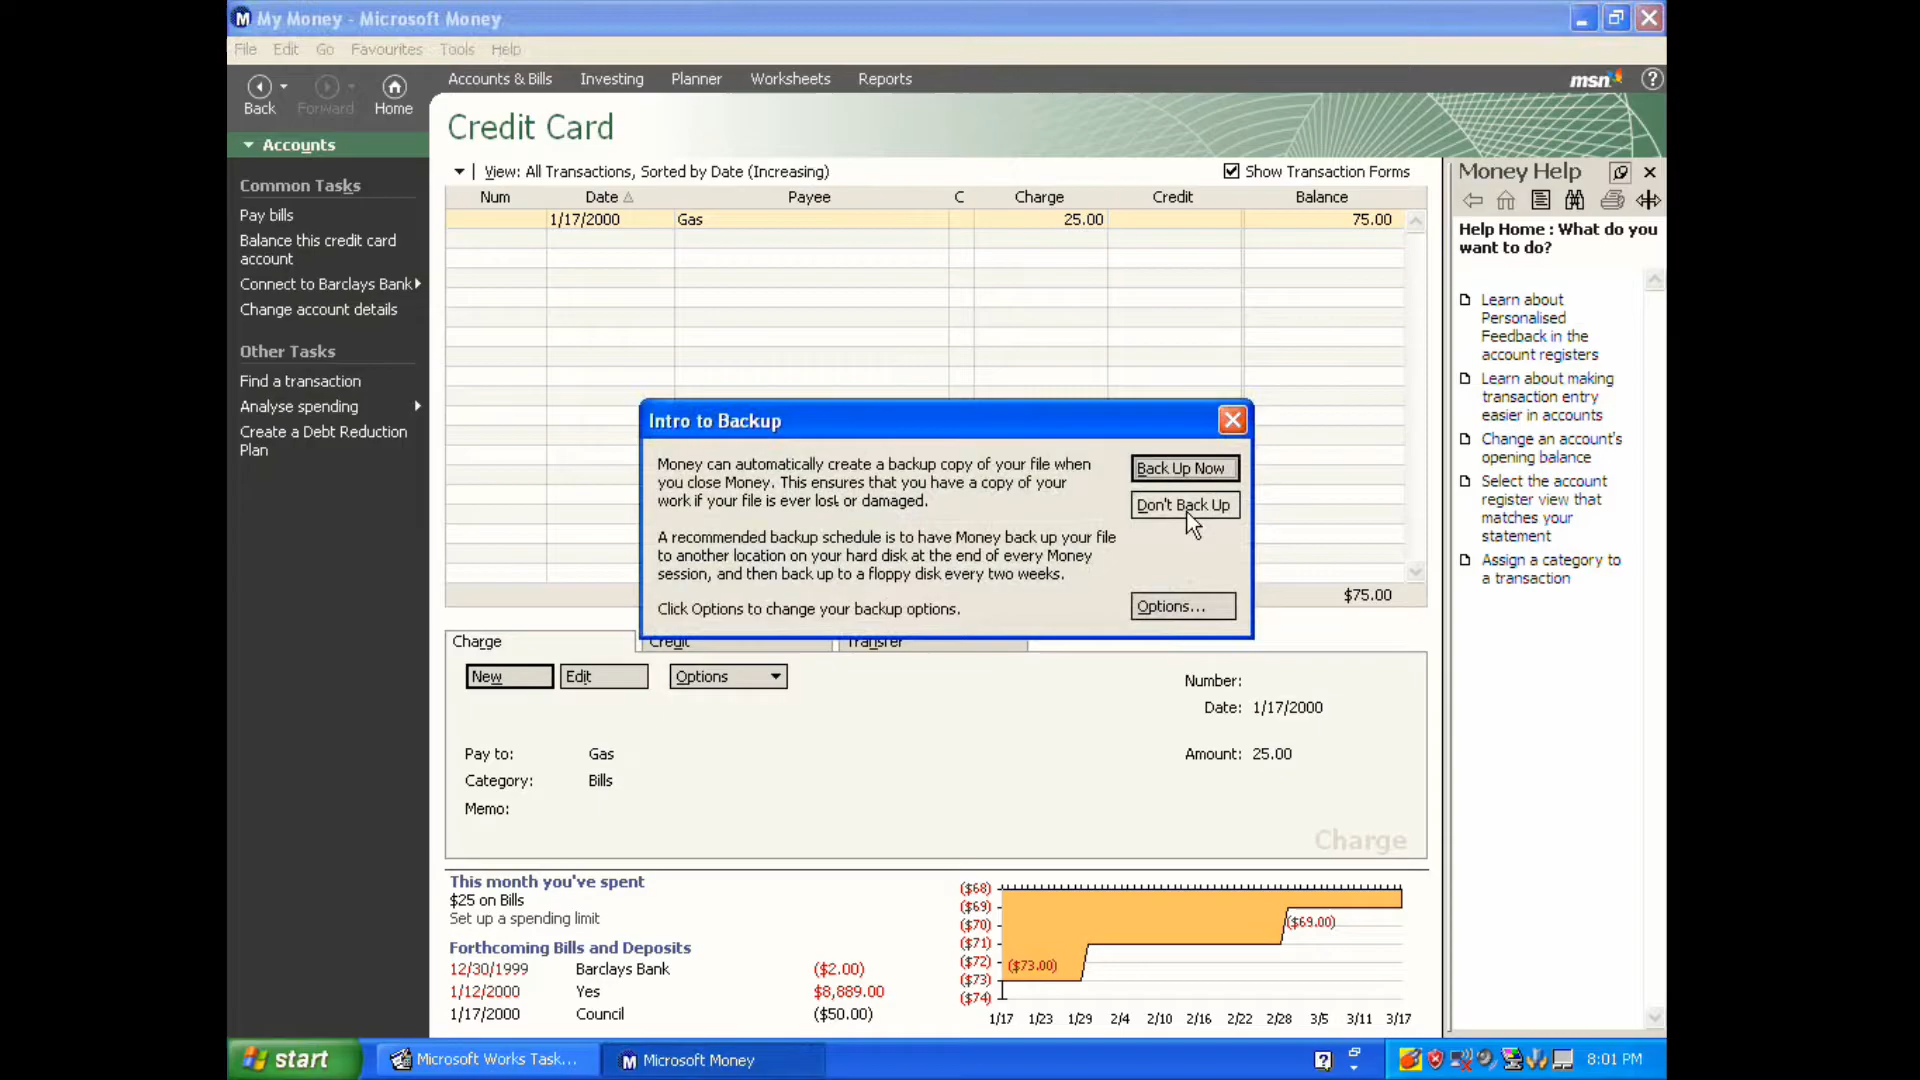 My Money - Microsoft Money
File Edit Go Favourites Tools Help
Back Forward Home
Accounts & Bills Investing Planner Worksheets Reports
msn
Accounts
Common Tasks
Pay bills
Balance this credit card
account
Connect to Barclays Bank
Change account details
Other Tasks
Find a transaction
Analyse spending
Create a Debt Reduction
Plan
Credit Card
View: All Transactions, Sorted by Date (Increasing)
Show Transaction Forms
Num Date Payee C Charge Credit Balance
1/17/2000 Gas 25.00 75.00
$75.00
Intro to Backup
Money can automatically create a backup copy of your file when
you close Money. This ensures that you have a copy of your
work if your file is ever lost or damaged.
A recommended backup schedule is to have Money back up your file
to another location on your hard disk at the end of every Money
session, and then back up to a floppy disk every two weeks.
Click Options to change your backup options.
Back Up Now
Don't Back Up
Options...
Charge Credit Transfer
New Edit Options
Number:
Date: 1/17/2000
Pay to: Gas
Amount: 25.00
Category: Bills
Memo:
Charge
This month you've spent
$25 on Bills
Set up a spending limit
Forthcoming Bills and Deposits
12/30/1999 Barclays Bank ($2.00)
1/12/2000 Yes $8,889.00
1/17/2000 Council ($50.00)
($68)
($69)
($70)
($71)
($72)
($73)
($74)
($73.00)
($69.00)
1/17 1/23 1/29 2/4 2/10 2/16 2/22 2/28 3/5 3/11 3/17
Money Help
Help Home : What do you
want to do?
Learn about
Personalised
Feedback in the
account registers
Learn about making
transaction entry
easier in accounts
Change an account's
opening balance
Select the account
register view that
matches your
statement
Assign a category to
a transaction
start
Microsoft Works Task...
Microsoft Money
8:01 PM